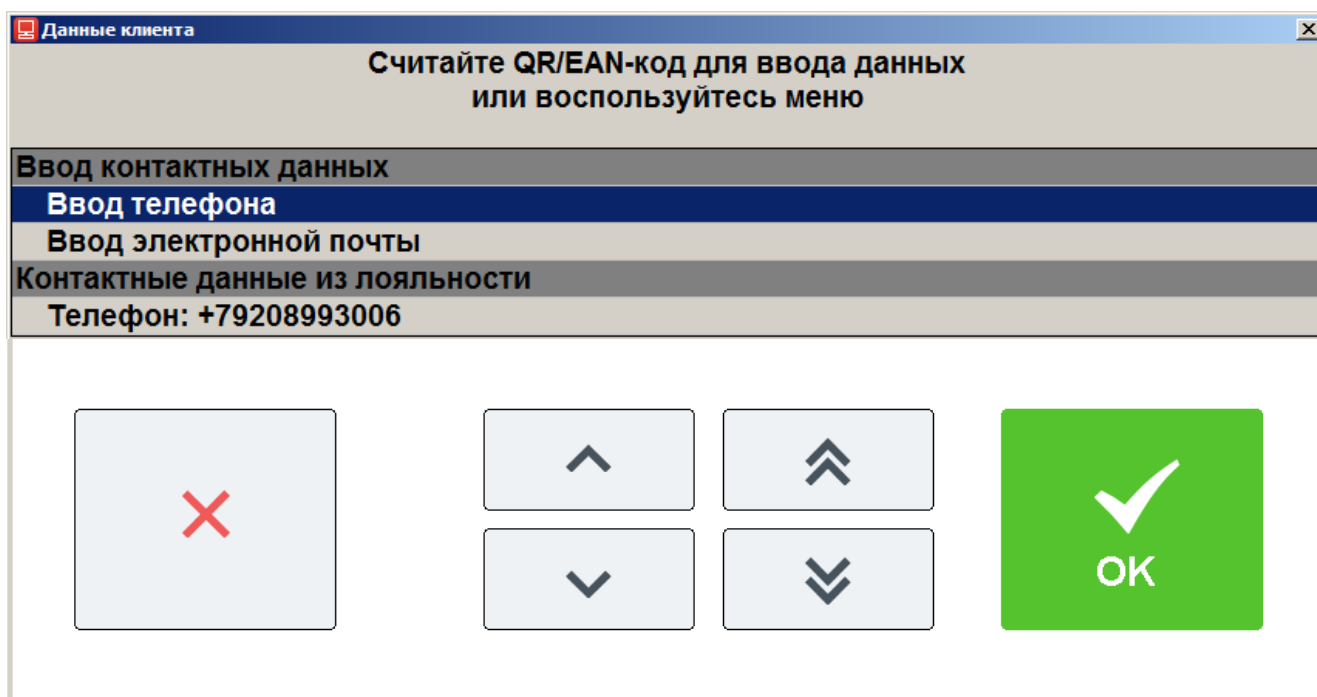 Данные клиента
Считайте QR/EAN-код для ввода данных
или воспользуйтесь меню
Ввод контактных данных
Ввод телефона
Ввод электронной почты
Контактные данные из лояльности
Телефон: +79208993006
OK